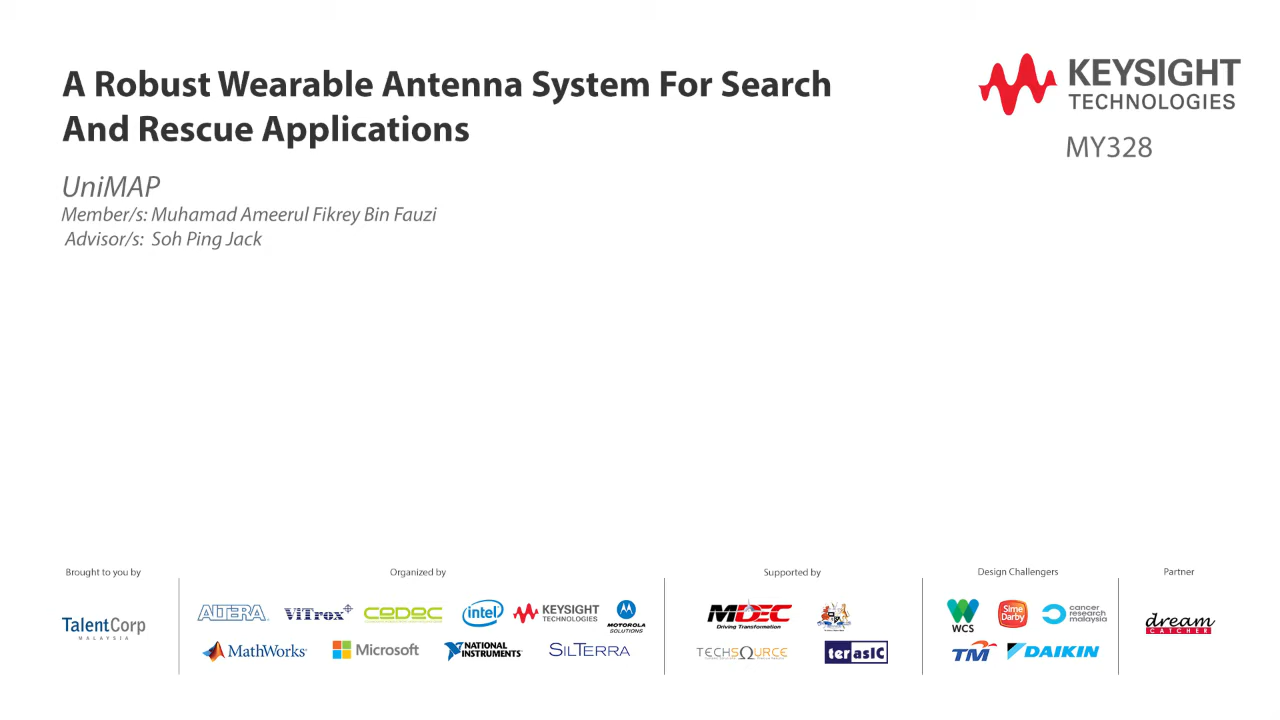 A Robust Wearable Antenna System For Search
And Rescue Applications
KEYSIGHT
TECHNOLOGIES
MY328
UniMAP
Member/s: Muhamad Ameerul Fikrey Bin Fauzi
Advisor/s: Soh Ping Jack
Brought to you by
TalentCorp
MALAYSIA
Organized by
ALTERA
ViTrox
CEDEC
intel
KEYSIGHT
TECHNOLOGIES
MOTOROLA
SOLUTIONS
MathWorks
Microsoft
NATIONAL
INSTRUMENTS
SILTERRA
Supported by
MDEC
Driving Transformation
TECHSOURCE
terasIC
Design Challengers
WCS
Sime
Darby
cancer
research
malaysia
TM
DAIKIN
Partner
dream
CATCHER